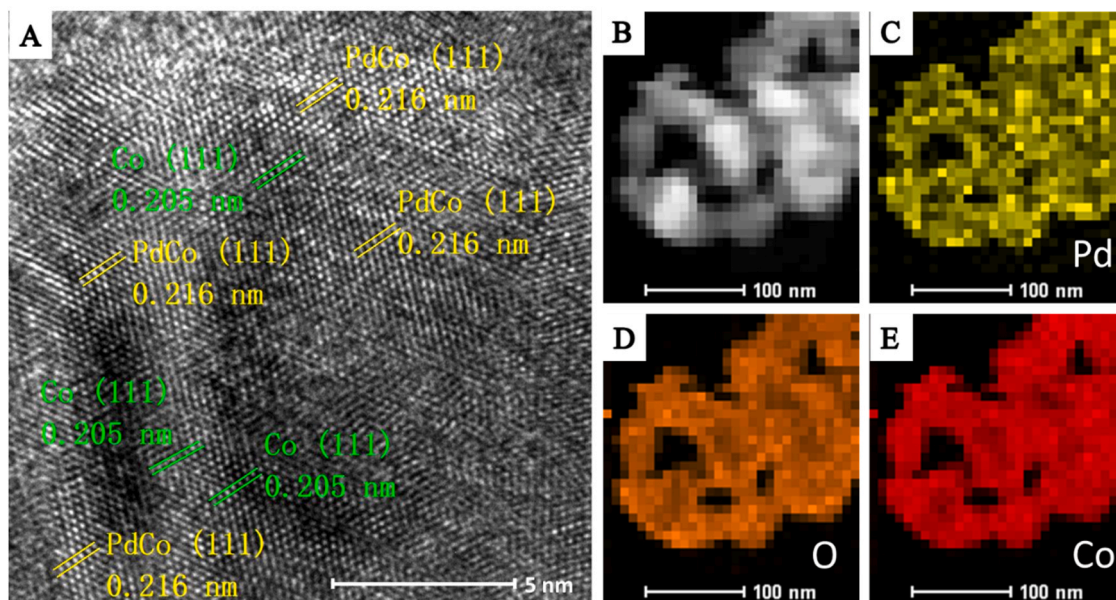 A
PdCo (111)
0.216 nm
Co (111)
0.205 nm
PdCo (111)
0.216 nm
PdCo (111)
0.216 nm
Co (111)
0.205 nm
Co (111)
0.205 nm
PdCo (111)
0.216 nm
5 nm
B
100 nm
C
Pd
100 nm
D
O
100 nm
E
Co
100 nm